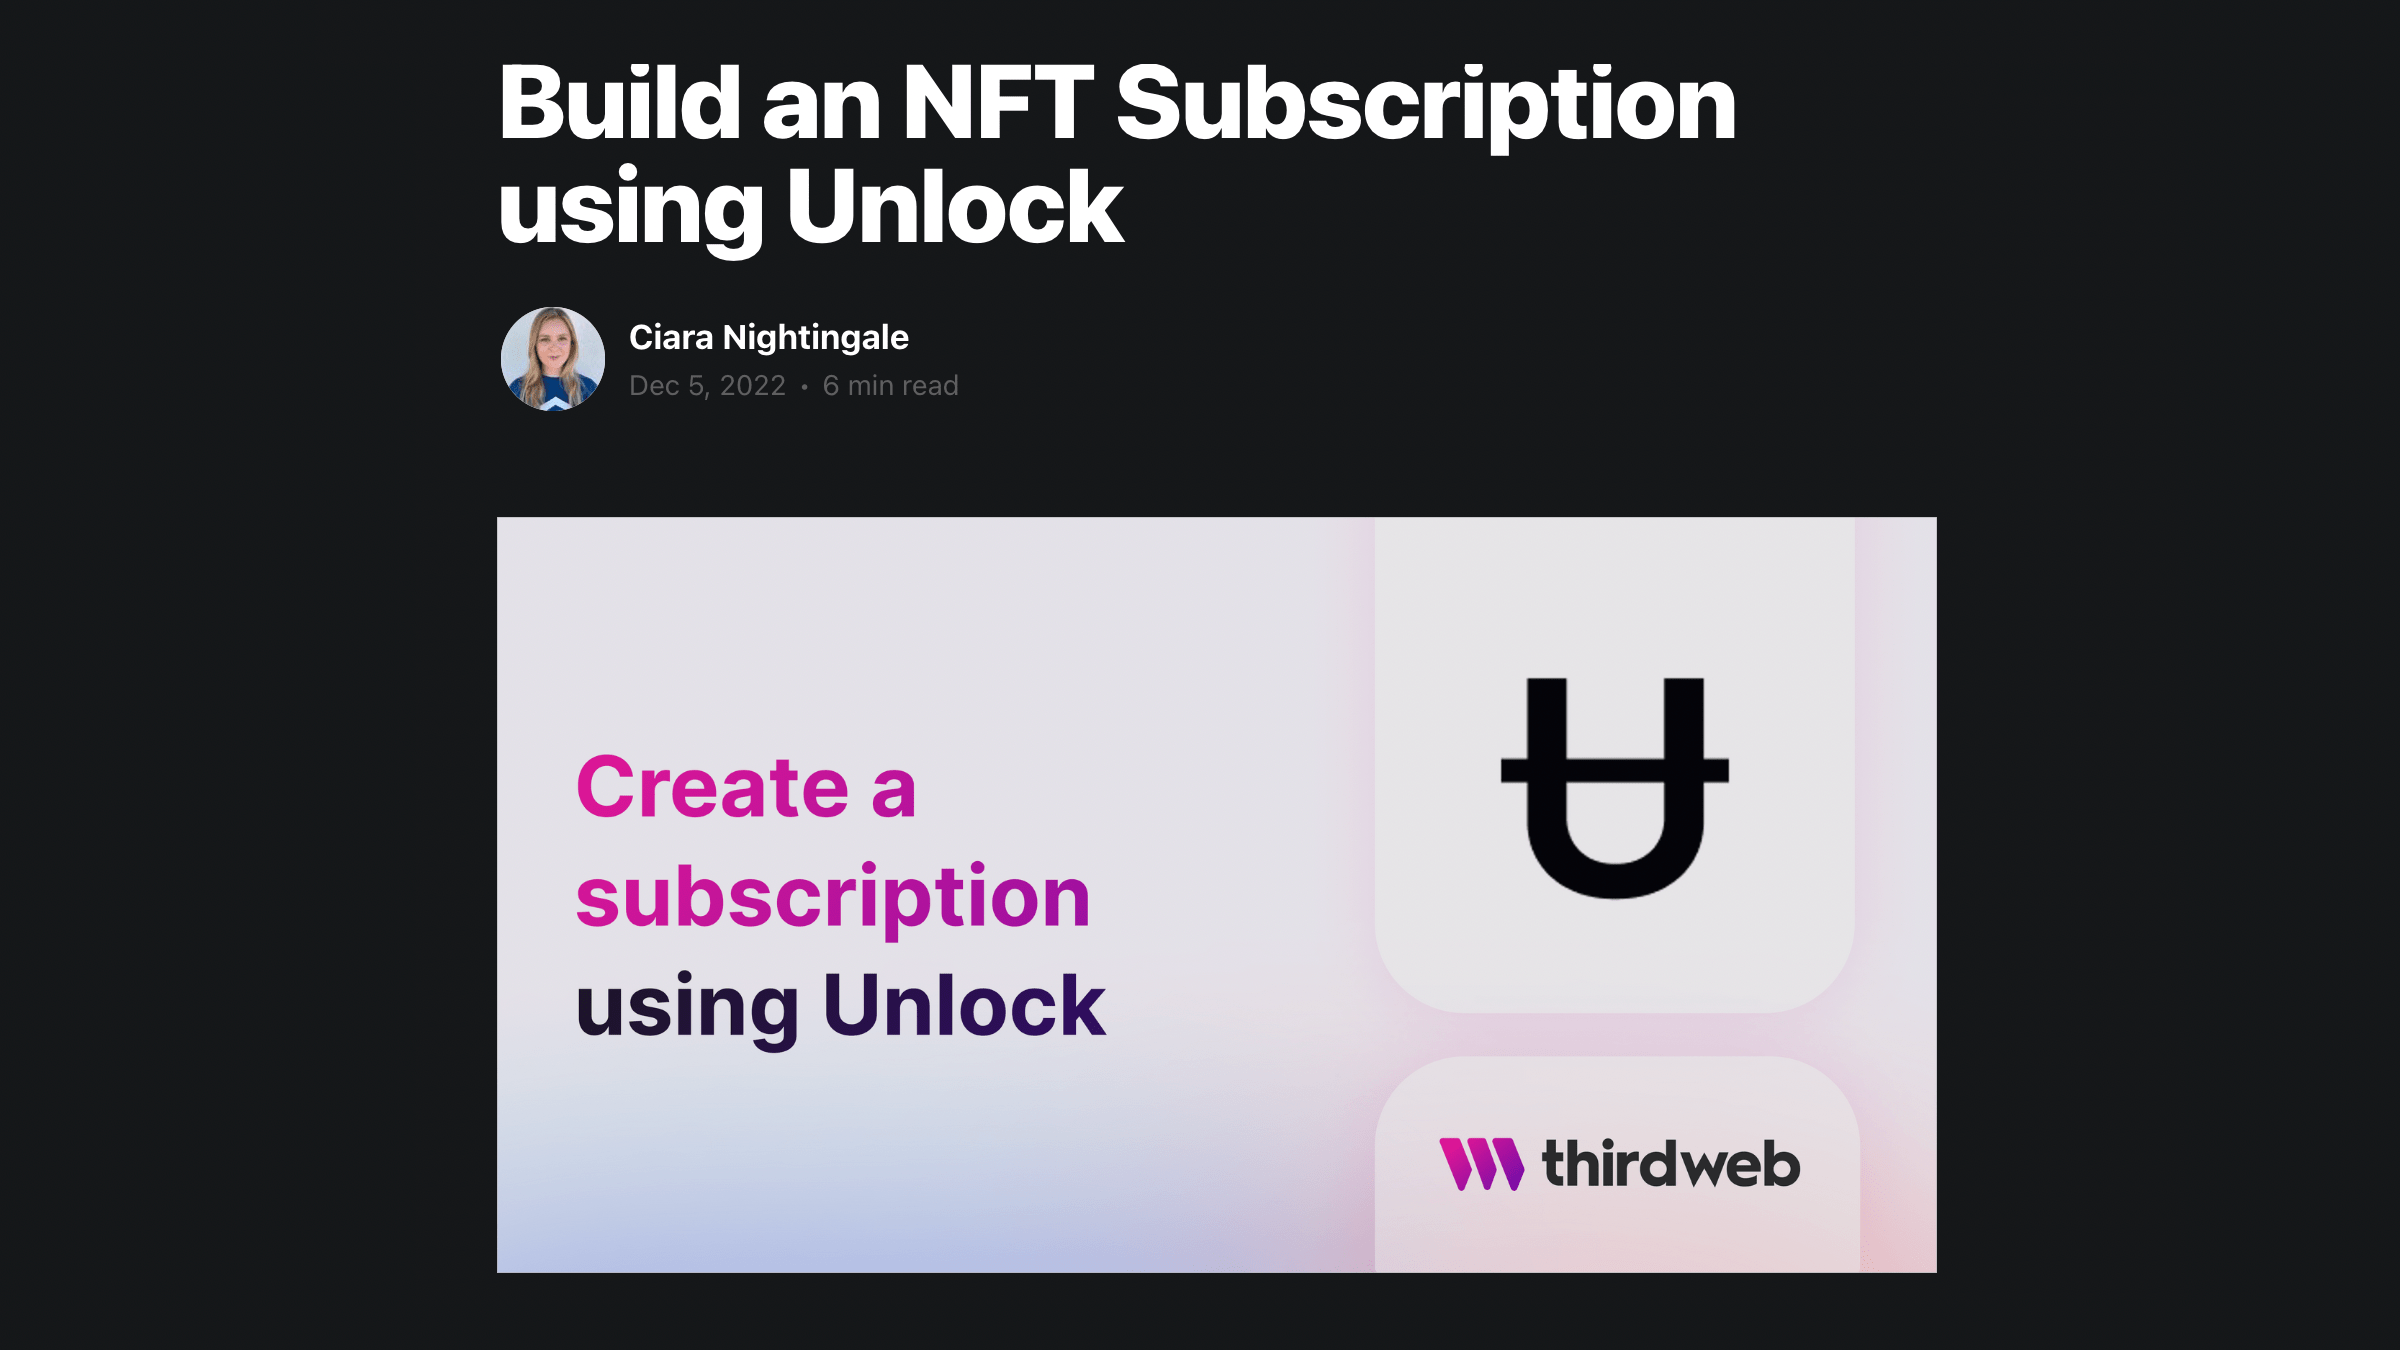 Build an NFT Subscription
using Unlock
Ciara Nightingale
Dec 5, 2022 • 6 min read
Create a
subscription
using Unlock
thirdweb